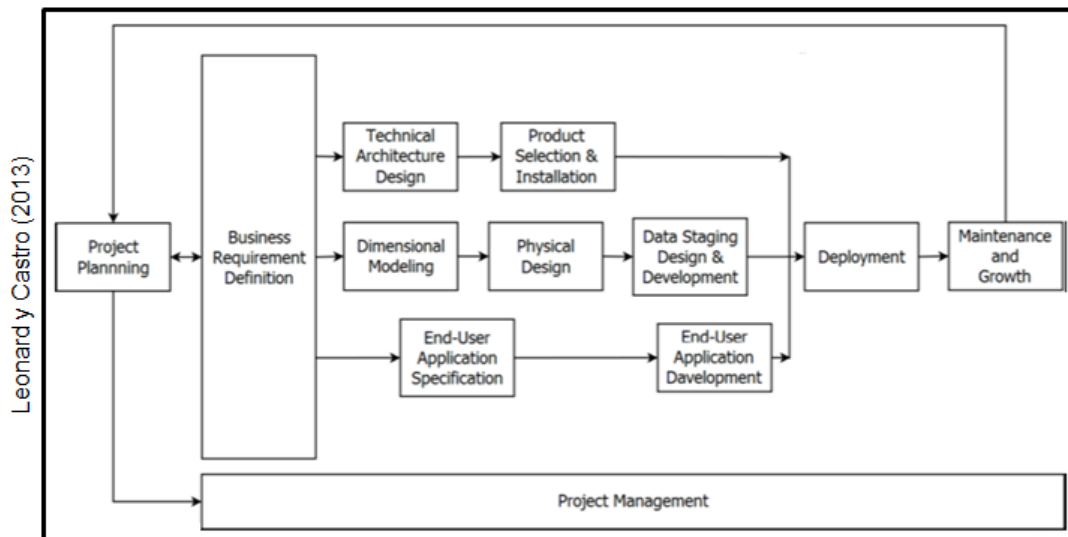 Leonard y Castro (2013)
Project
Plannning
Business
Requirement
Definition
Technical
Architecture
Design
Product
Selection &
Installation
Dimensional
Modeling
Physical
Design
Data Staging
Design &
Development
End-User
Application
Specification
End-User
Application
Davelopment
Deployment
Maintenance
and
Growth
Project Management